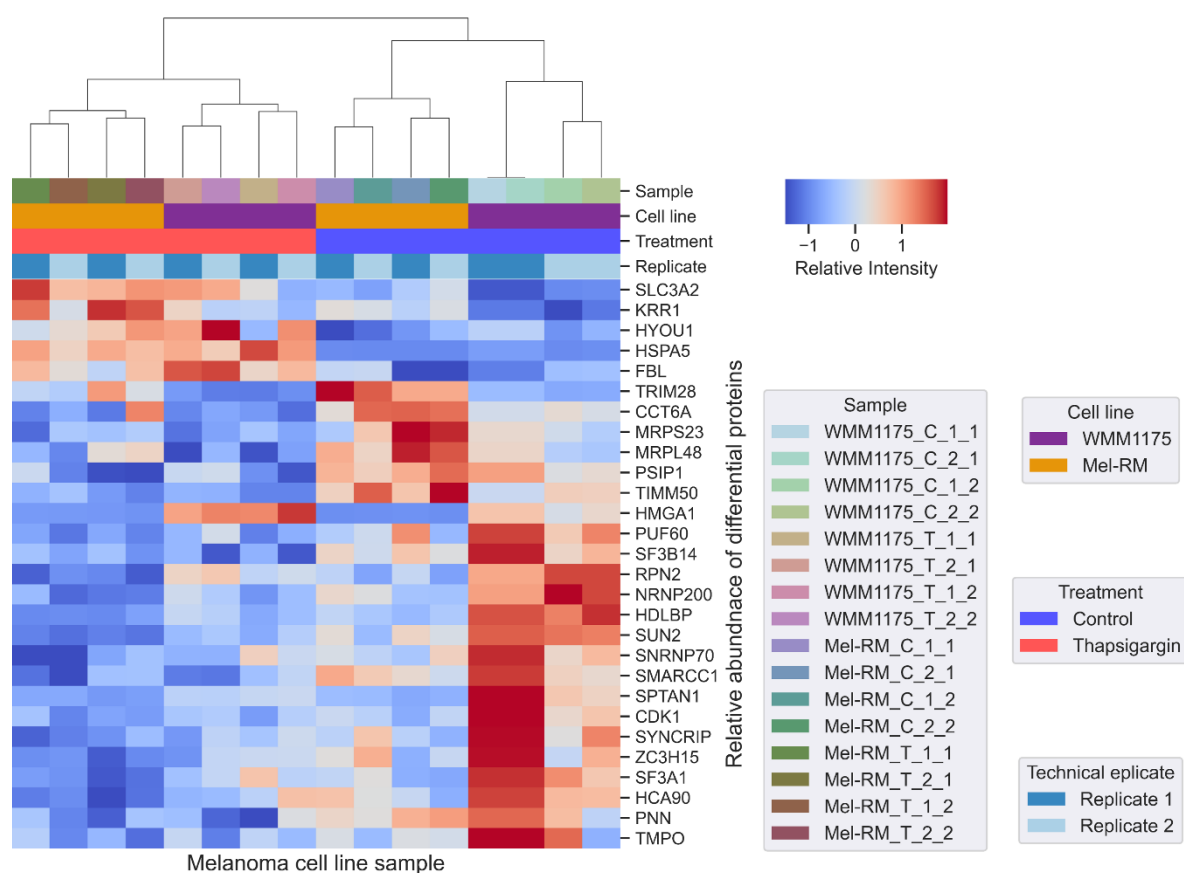 Sample
Cell line
Treatment
Replicate
SLC3A2
KRR1
HYOU1
HSPA5
FBL
TRIM28
CCT6A
MRPS23
MRPL48
PSIP1
TIMM50
HMGA1
PUF60
SF3B14
RPN2
NRNP200
HDLBP
SUN2
SNRNP70
SMARCC1
SPTAN1
CDK1
SYNCRIP
ZC3H15
SF3A1
HCA90
PNN
TMPO
Melanoma cell line sample
Relative abundnace of differential proteins
−1 0 1
Relative Intensity
Sample
WMM1175_C_1_1
WMM1175_C_2_1
WMM1175_C_1_2
WMM1175_C_2_2
WMM1175_T_1_1
WMM1175_T_2_1
WMM1175_T_1_2
WMM1175_T_2_2
Mel-RM_C_1_1
Mel-RM_C_2_1
Mel-RM_C_1_2
Mel-RM_C_2_2
Mel-RM_T_1_1
Mel-RM_T_2_1
Mel-RM_T_1_2
Mel-RM_T_2_2
Cell line
WMM1175
Mel-RM
Treatment
Control
Thapsigargin
Technical eplicate
Replicate 1
Replicate 2